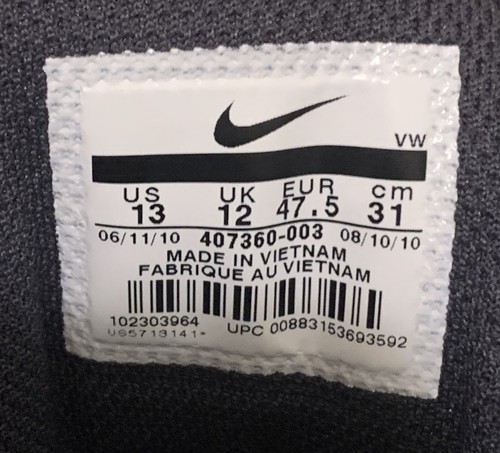 VW
US UK EUR cm
13 12 47.5 31
06/11/10 407360-003 08/10/10
MADE IN VIETNAM
FABRIQUE AU VIETNAM
102303964 UPC 00883153693592
US5713141*